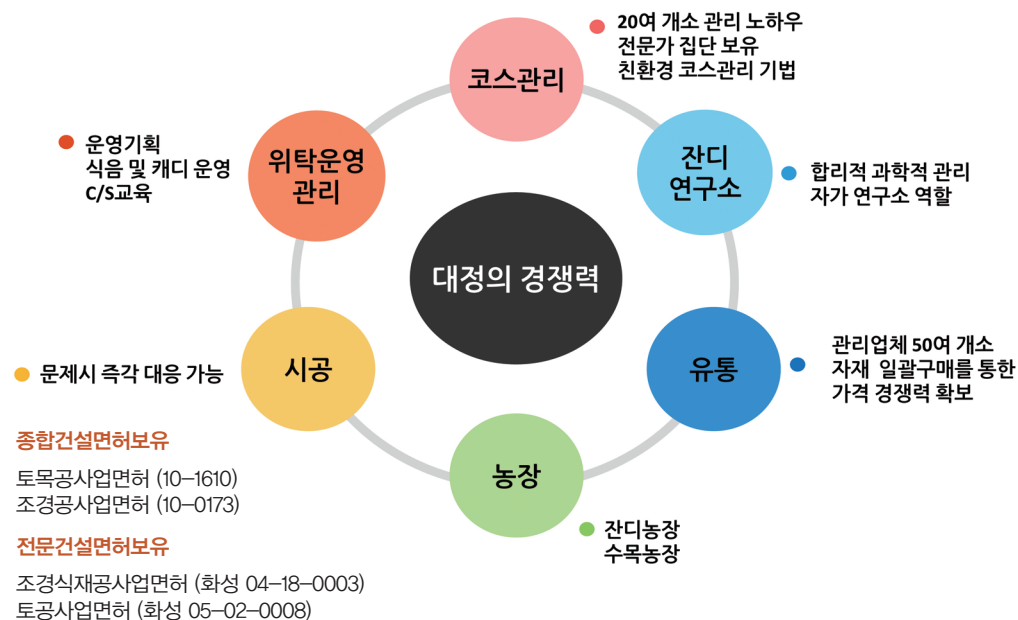 코스관리
20여 개소 관리 노하우
전문가 집단 보유
친환경 코스관리 기법
잔디
연구소
합리적 과학적 관리
자가 연구소 역할
위탁운영
관리
운영기획
식음 및 캐디 운영
C/S교육
대정의 경쟁력
시공
문제시 즉각 대응 가능
유통
관리업체 50여 개소
자재 일괄구매를 통한
가격 경쟁력 확보
농장
잔디농장
수목농장
종합건설면허보유
토목공사업면허 (10-1610)
조경공사업면허 (10-0173)
전문건설면허보유
조경식재공사업면허 (화성 04-18-0003)
토공사업면허 (화성 05-02-0008)